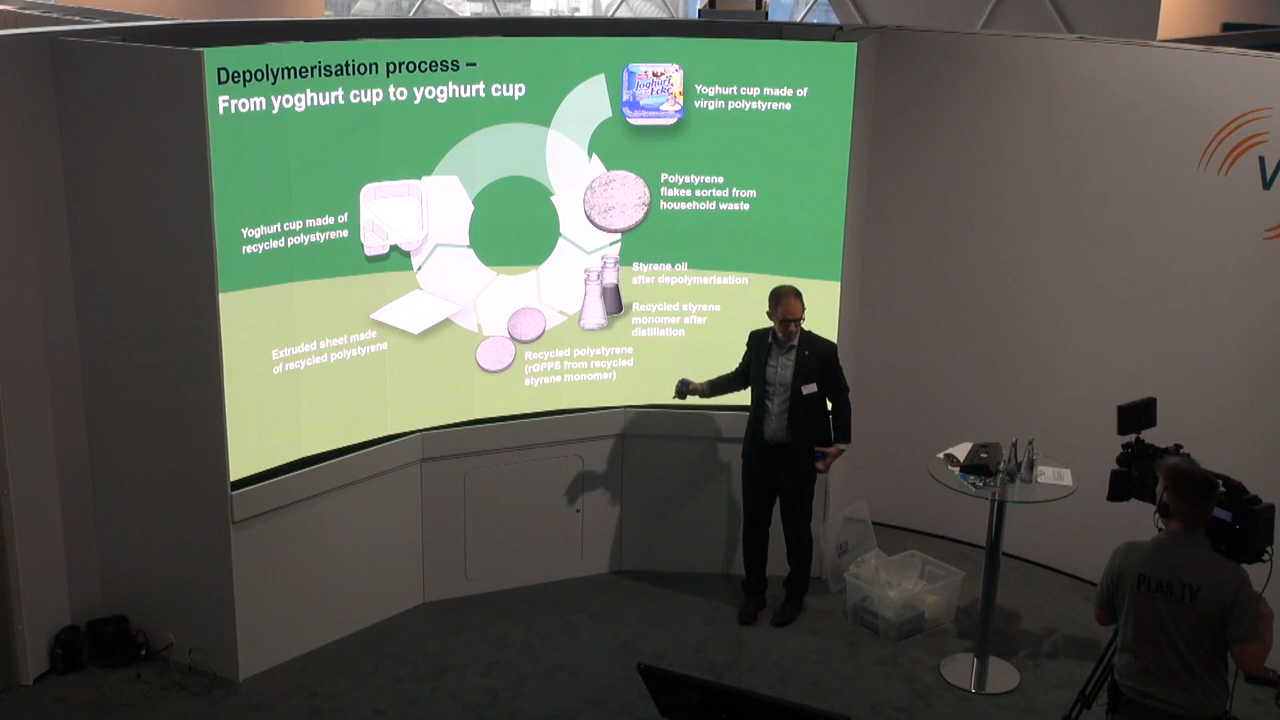 Depolymerisation process –
From yoghurt cup to yoghurt cup
Joghurt
Ecke
Yoghurt cup made of
virgin polystyrene
Polystyrene
flakes sorted from
household waste
Yoghurt cup made of
recycled polystyrene
Styrene oil
after depolymerisation
Recycled styrene
monomer after
distillation
Extruded sheet made
of recycled polystyrene
Recycled polystyrene
(rGPPS from recycled
styrene monomer)
PLAS.TV